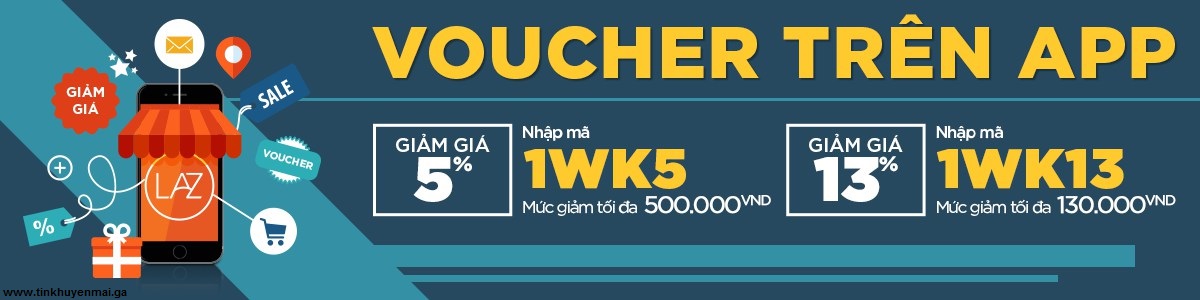 VOUCHER TRÊN APP
GIẢM
GIÁ
SALE
VOUCHER
LAZ
%
GIẢM GIÁ
5%
Nhập mã
1WK5
Mức giảm tối đa 500.000VND
GIẢM GIÁ
13%
Nhập mã
1WK13
Mức giảm tối đa 130.000VND
www.tinkhuyenmai.ga